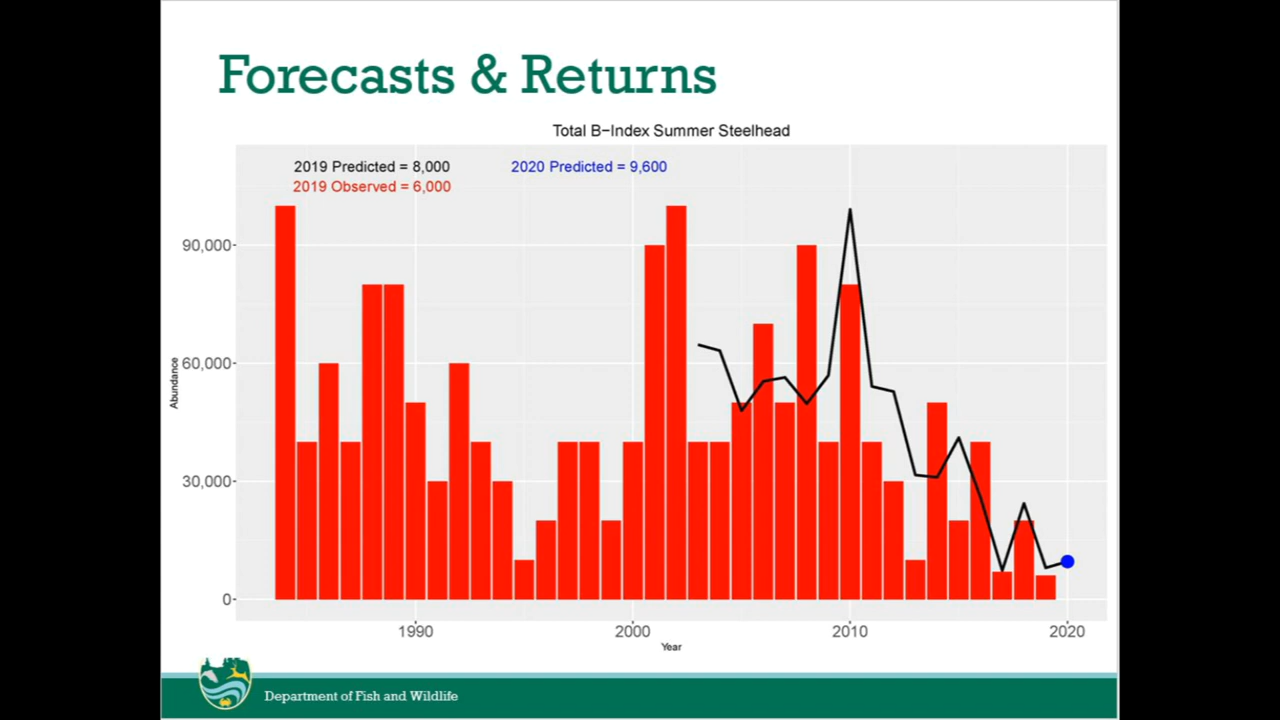 Forecasts & Returns
Total B−Index Summer Steelhead
2019 Predicted = 8,000
2020 Predicted = 9,600
2019 Observed = 6,000
90,000
60,000
30,000
0
Abundance
1990
2000
2010
2020
Year
Department of Fish and Wildlife